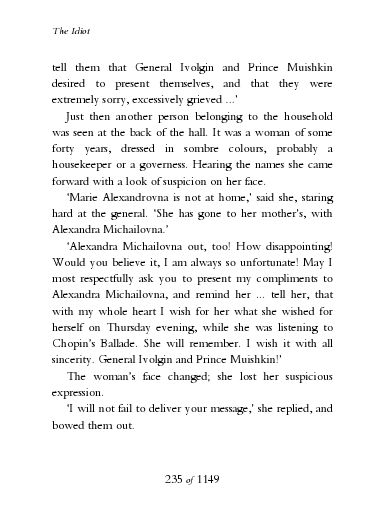 The Idiot
tell them that General Ivolgin and Prince Muishkin
desired to present themselves, and that they were
extremely sorry, excessively grieved ...'
Just then another person belonging to the household
was seen at the back of the hall. It was a woman of some
forty years, dressed in sombre colours, probably a
housekeeper or a governess. Hearing the names she came
forward with a look of suspicion on her face.
'Marie Alexandrovna is not at home,' said she, staring
hard at the general. 'She has gone to her mother's, with
Alexandra Michailovna.'
'Alexandra Michailovna out, too! How disappointing!
Would you believe it, I am always so unfortunate! May I
most respectfully ask you to present my compliments to
Alexandra Michailovna, and remind her ... tell her, that
with my whole heart I wish for her what she wished for
herself on Thursday evening, while she was listening to
Chopin's Ballade. She will remember. I wish it with all
sincerity. General Ivolgin and Prince Muishkin!'
The woman's face changed; she lost her suspicious
expression.
'I will not fail to deliver your message,' she replied, and
bowed them out.
235 of 1149